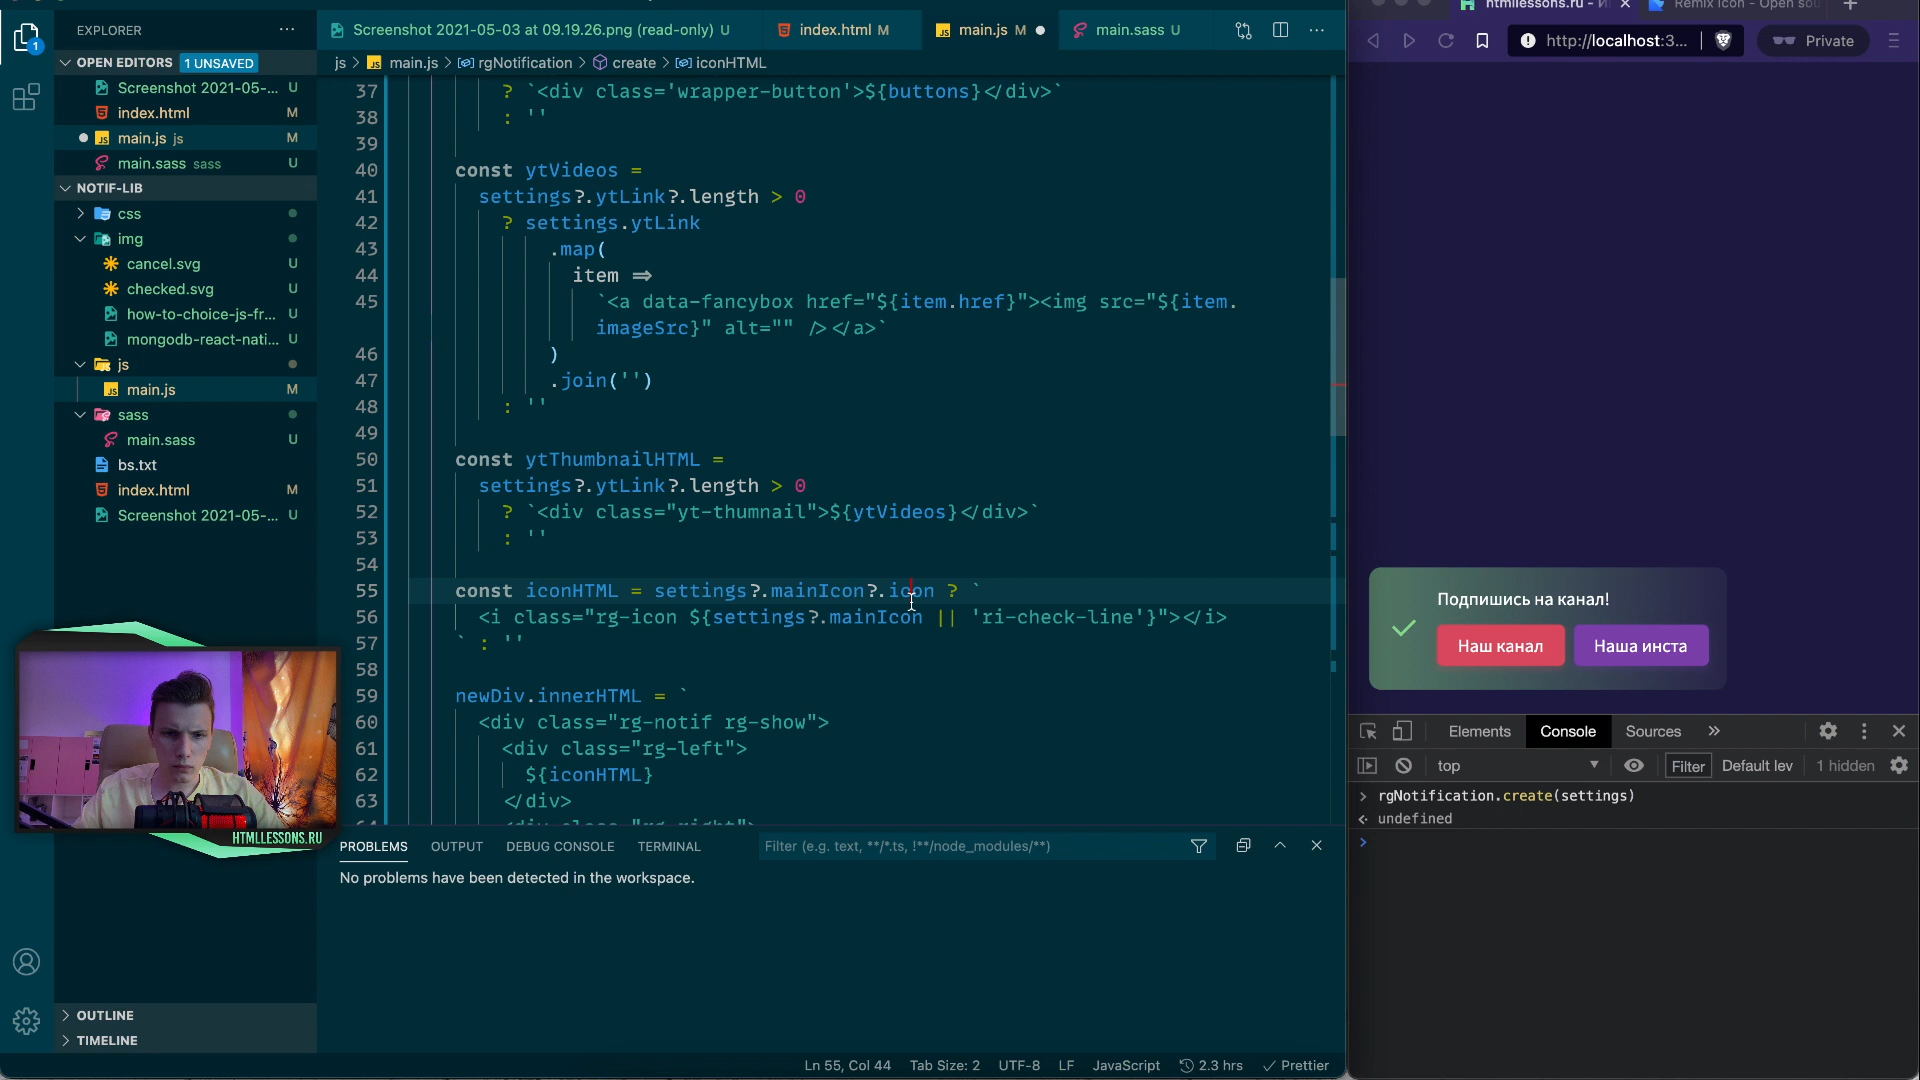 EXPLORER
OPEN EDITORS 1 UNSAVED
Screenshot 2021-05-... U
index.html M
main.js js M
main.sass sass U
NOTIF-LIB
css
img
cancel.svg U
checked.svg U
how-to-choice-js-fr... U
mongodb-react-nati... U
js
main.js M
sass
main.sass U
bs.txt
index.html M
Screenshot 2021-05-... U
OUTLINE
TIMELINE
HTMLLESSONS.RU
Screenshot 2021-05-03 at 09.19.26.png (read-only) U
index.html M
main.js M
main.sass U
js > main.js > rgNotification > create > iconHTML
37 ? `<div class='wrapper-button'>${buttons}</div>`
38 : ''
39
40 const ytVideos =
41 settings?.ytLink?.length > 0
42 ? settings.ytLink
43 .map(
44 item =>
45 `<a data-fancybox href="${item.href}"><img src="${item.
imageSrc}" alt="" /></a>`
46 )
47 .join('')
48 : ''
49
50 const ytThumbnailHTML =
51 settings?.ytLink?.length > 0
52 ? `<div class="yt-thumnail">${ytVideos}</div>`
53 : ''
54
55 const iconHTML = settings?.mainIcon?.icon ? `
56 <i class="rg-icon ${settings?.mainIcon || 'ri-check-line'}"></i>
57 ` : ''
58
59 newDiv.innerHTML = `
60 <div class="rg-notif rg-show">
61 <div class="rg-left">
62 ${iconHTML}
63 </div>
64 <div class="rg-right">
PROBLEMS OUTPUT DEBUG CONSOLE TERMINAL
Filter (e.g. text, **/*.ts, !**/node_modules/**)
No problems have been detected in the workspace.
Ln 55, Col 44 Tab Size: 2 UTF-8 LF JavaScript 2.3 hrs Prettier
htmllessons.ru - И
Remix Icon - Open sou
http://localhost:3... Private
Подпишись на канал!
Наш канал
Наша инста
Elements Console Sources
top Filter Default lev 1 hidden
> rgNotification.create(settings)
undefined